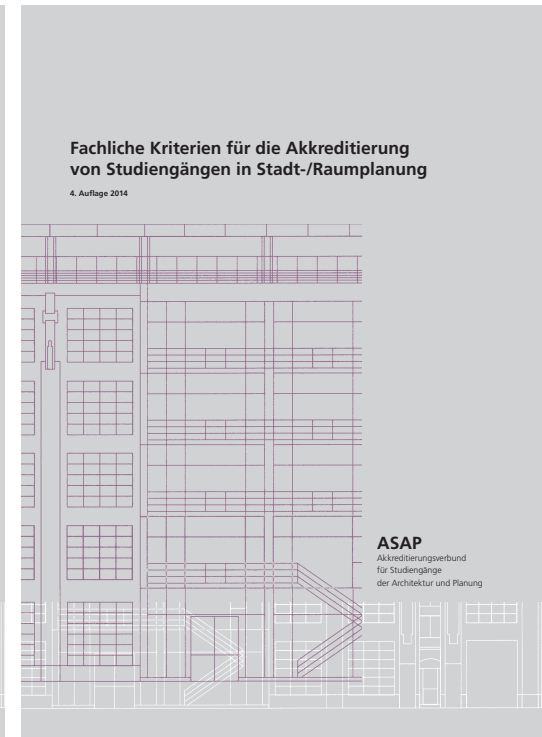 Fachliche Kriterien für die Akkreditierung
von Studiengängen in Stadt-/Raumplanung
4. Auflage 2014
ASAP
Akkreditierungsverbund
für Studiengänge
der Architektur und Planung